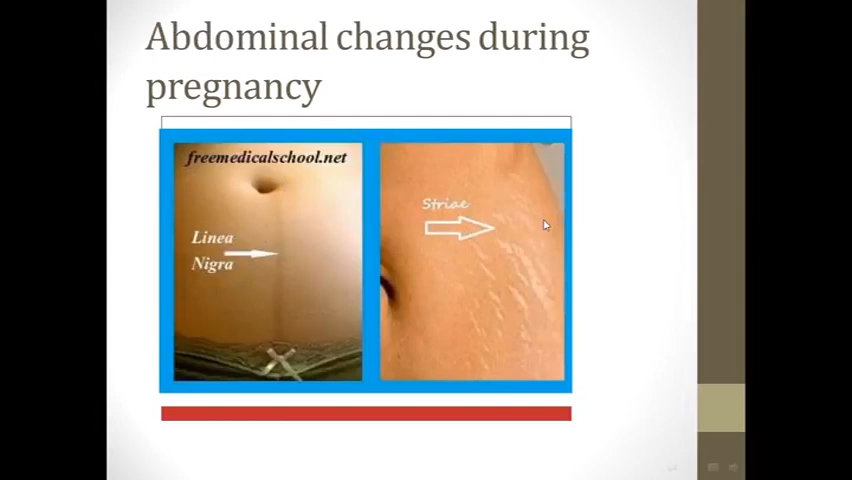 Abdominal changes during
pregnancy
freemedicalschool.net
Linea
Nigra
Striae